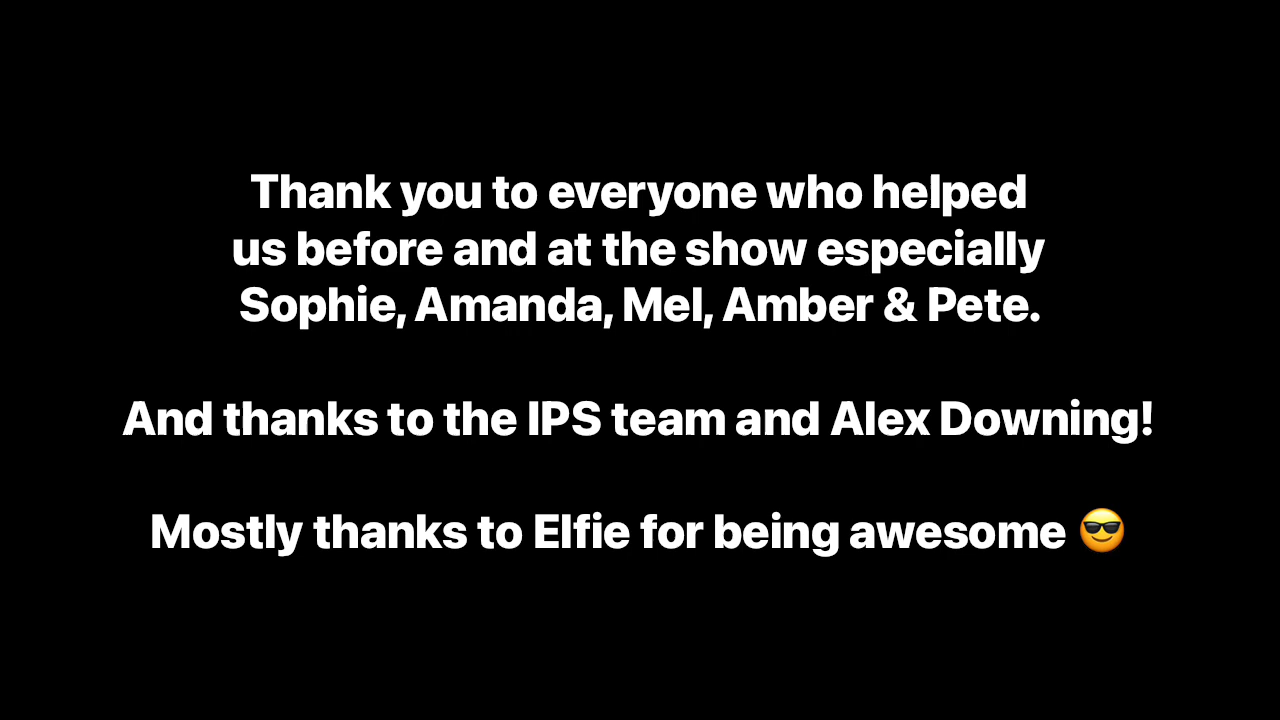 Thank you to everyone who helped
us before and at the show especially
Sophie, Amanda, Mel, Amber & Pete.
And thanks to the IPS team and Alex Downing!
Mostly thanks to Elfie for being awesome 😎